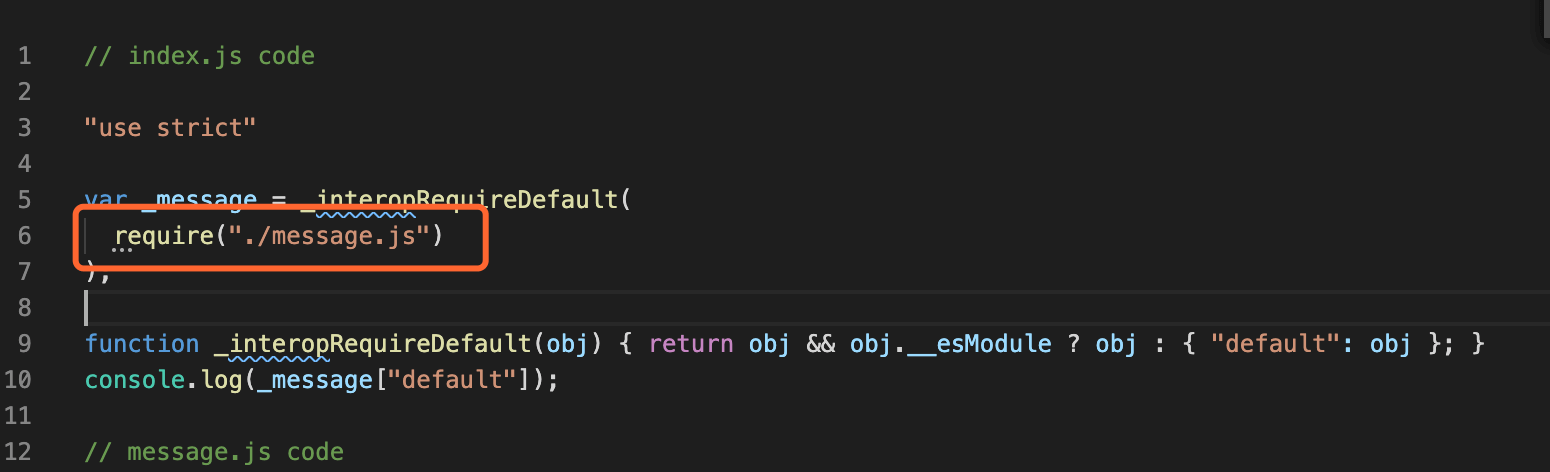 1 // index.js code
2
3 "use strict"
4
5 var _message = _interopRequireDefault(
6 require("./message.js")
7 );
8
9 function _interopRequireDefault(obj) { return obj && obj.__esModule ? obj : { "default": obj }; }
10 console.log(_message["default"]);
11
12 // message.js code